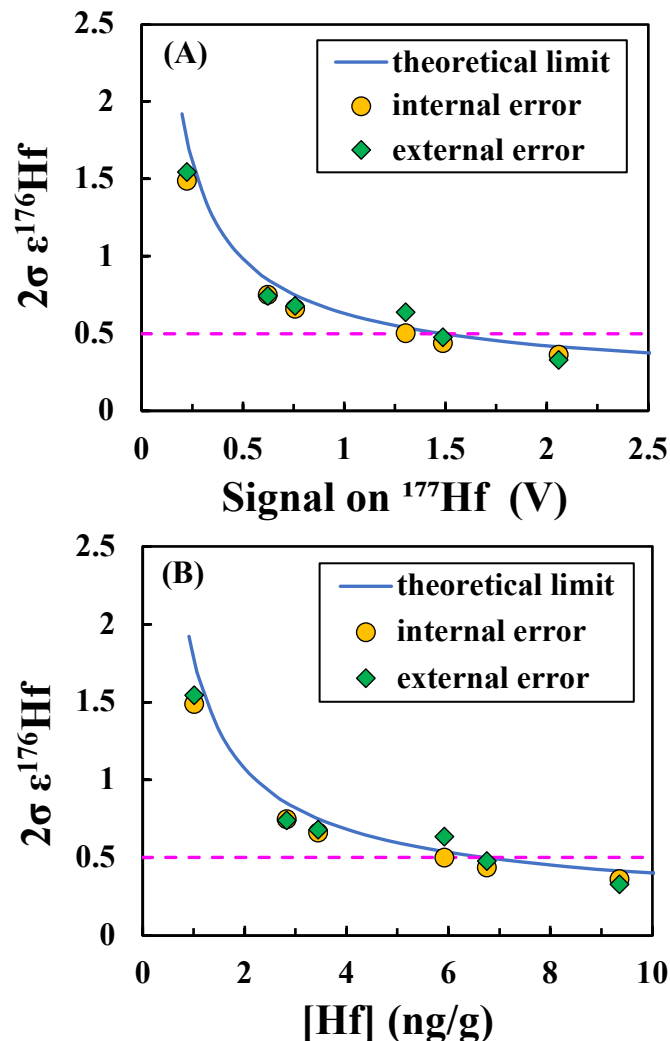 2.5
(A)
theoretical limit
internal error
external error
2
1.5
1
0.5
0
2σ ε¹⁷⁶Hf
0 0.5 1 1.5 2 2.5
Signal on ¹⁷⁷Hf (V)
2.5
(B)
theoretical limit
internal error
external error
2
1.5
1
0.5
0
2σ ε¹⁷⁶Hf
0 2 4 6 8 10
[Hf] (ng/g)